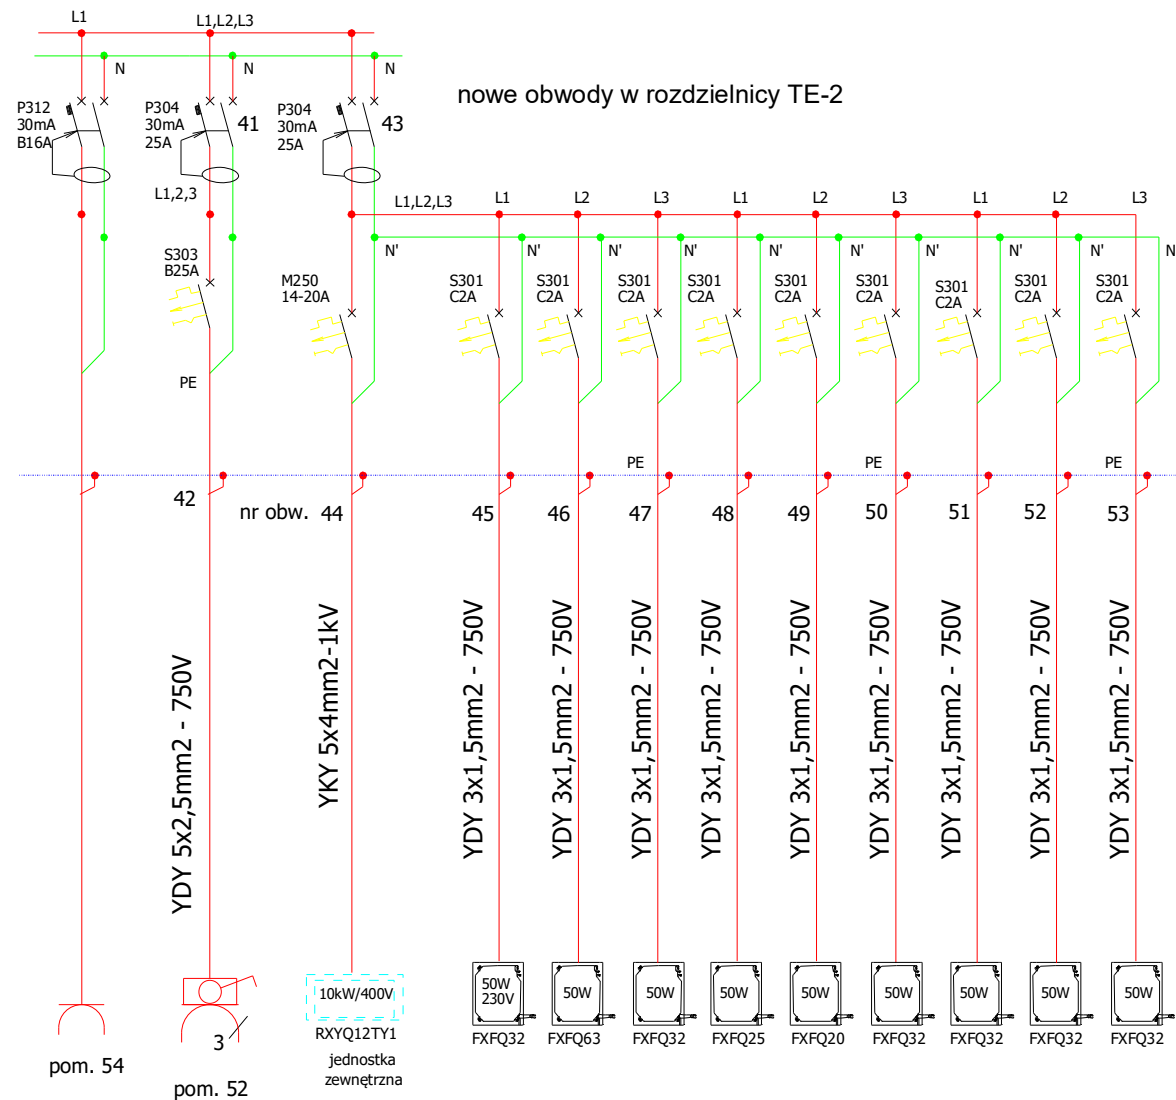 L1
L1,L2,L3
N
N
N
nowe obwody w rozdzielnicy TE-2
P312
30mA
B16A
P304
30mA
25A
41
P304
30mA
25A
43
L1,2,3
L1,L2,L3
L1
L2
L3
L1
L2
L3
L1
L2
L3
N'
N'
N'
N'
N'
N'
N'
N'
N'
N
S303
B25A
M250
14-20A
S301
C2A
S301
C2A
S301
C2A
S301
C2A
S301
C2A
S301
C2A
S301
C2A
S301
C2A
S301
C2A
PE
PE
PE
PE
42
nr obw. 44
45
46
47
48
49
50
51
52
53
YDY 5x2,5mm2 - 750V
YKY 5x4mm2-1kV
YDY 3x1,5mm2 - 750V
YDY 3x1,5mm2 - 750V
YDY 3x1,5mm2 - 750V
YDY 3x1,5mm2 - 750V
YDY 3x1,5mm2 - 750V
YDY 3x1,5mm2 - 750V
YDY 3x1,5mm2 - 750V
YDY 3x1,5mm2 - 750V
YDY 3x1,5mm2 - 750V
10kW/400V
RXYQ12TY1
jednostka
zewnętrzna
50W
230V
50W
50W
50W
50W
50W
50W
50W
50W
FXFQ32
FXFQ63
FXFQ32
FXFQ25
FXFQ20
FXFQ32
FXFQ32
FXFQ32
FXFQ32
3
pom. 54
pom. 52